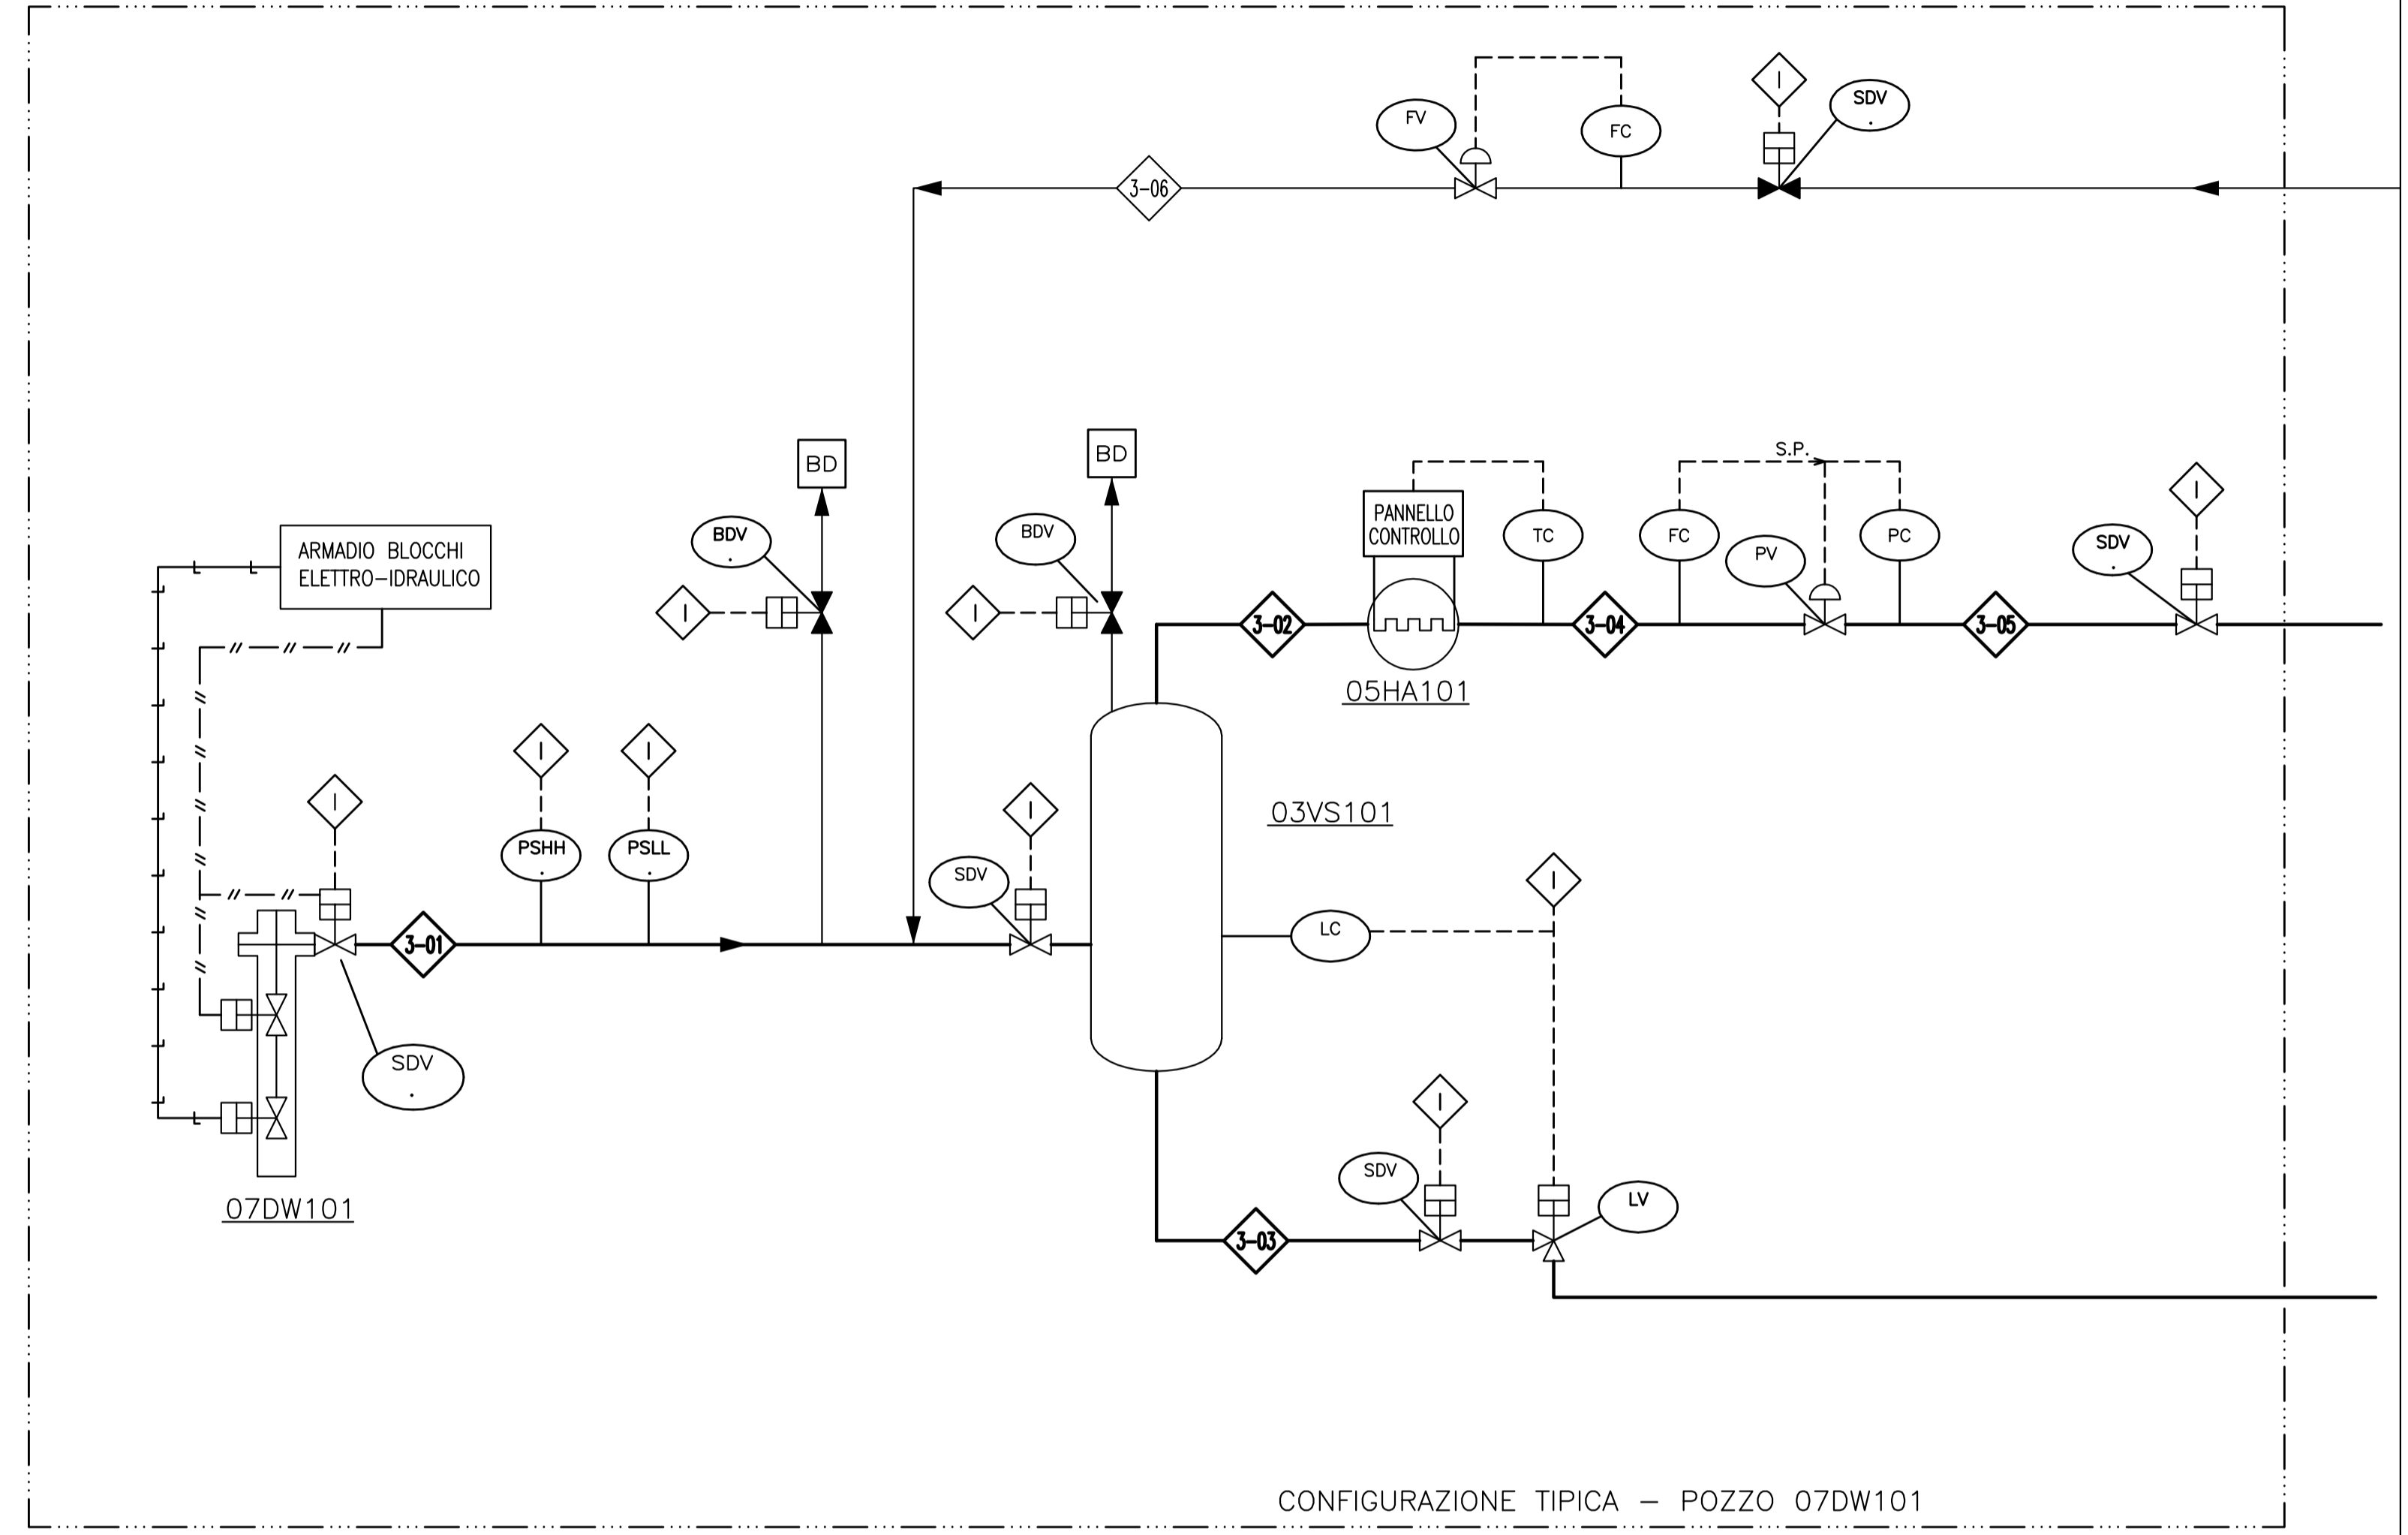 FV
FC
I
SDV
.
3-06
BD
BD
S.P.
BDV
.
BDV
PANNELLO
CONTROLLO
TC
FC
PV
PC
SDV
.
I
I
I
ARMADIO BLOCCHI
ELETTRO-IDRAULICO
3-02
3-04
3-05
05HA101
I
I
I
I
03VS101
PSHH
.
PSLL
.
SDV
I
LC
3-01
SDV
.
I
SDV
LV
07DW101
3-03
CONFIGURAZIONE TIPICA - POZZO 07DW101